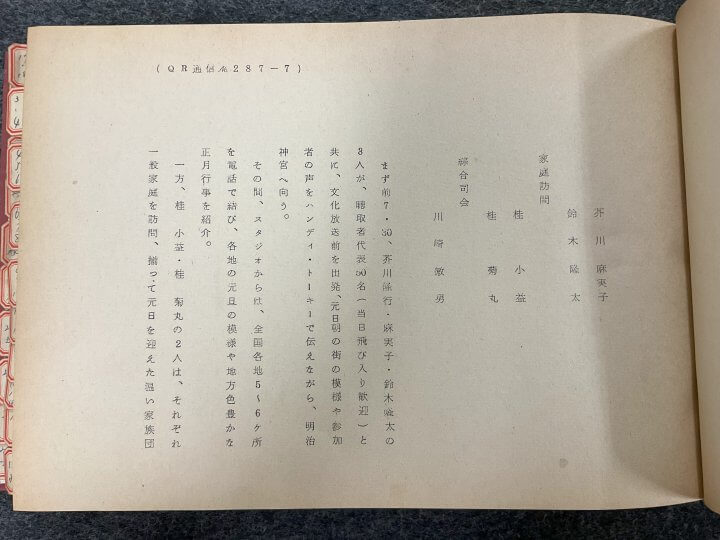 (QR通信№287-7)
芥川麻実子
鈴木隆太
家庭訪問
桂小益
桂菊丸
綜合司会
川崎敏男
まず前7・30、芥川隆行・麻実子・鈴木隆太の
3人が、聴取者代表50名(当日飛び入り歓迎)と
共に、文化放送前を出発、元日朝の街の模様や参加
者の声をハンディ・トーキーで伝えながら、明治
神宮へ向う。
その間、スタジオからは、全国各地5~6ヶ所
を電話で結び、各地の元旦の模様や地方色豊かな
正月行事を紹介。
一方、桂小益・桂菊丸の2人は、それぞれ
一般家庭を訪問、揃って元日を迎えた温い家族団